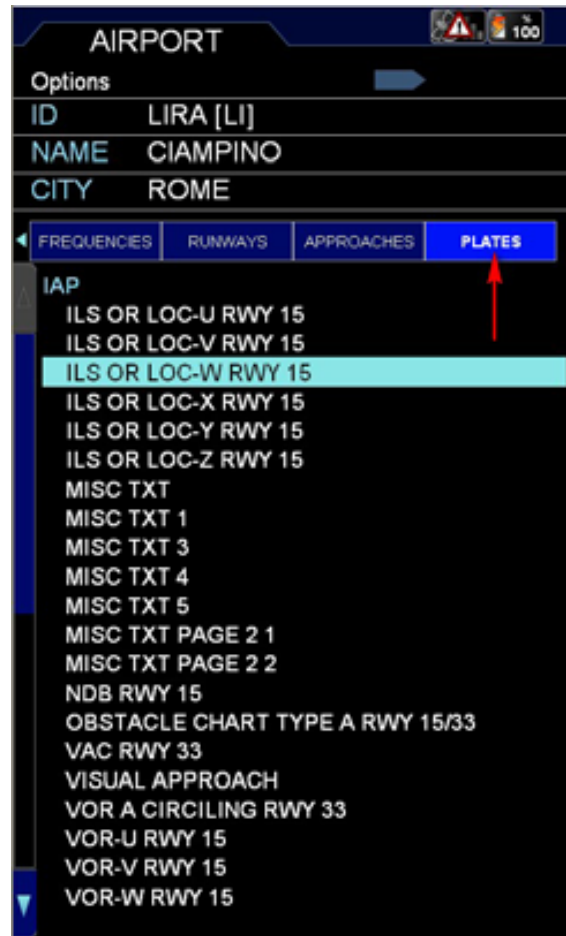 AIRPORT
% 100
Options
ID LIRA [LI]
NAME CIAMPINO
CITY ROME
FREQUENCIES RUNWAYS APPROACHES PLATES
IAP
ILS OR LOC-U RWY 15
ILS OR LOC-V RWY 15
ILS OR LOC-W RWY 15
ILS OR LOC-X RWY 15
ILS OR LOC-Y RWY 15
ILS OR LOC-Z RWY 15
MISC TXT
MISC TXT 1
MISC TXT 3
MISC TXT 4
MISC TXT 5
MISC TXT PAGE 2 1
MISC TXT PAGE 2 2
NDB RWY 15
OBSTACLE CHART TYPE A RWY 15/33
VAC RWY 33
VISUAL APPROACH
VOR A CIRCILING RWY 33
VOR-U RWY 15
VOR-V RWY 15
VOR-W RWY 15